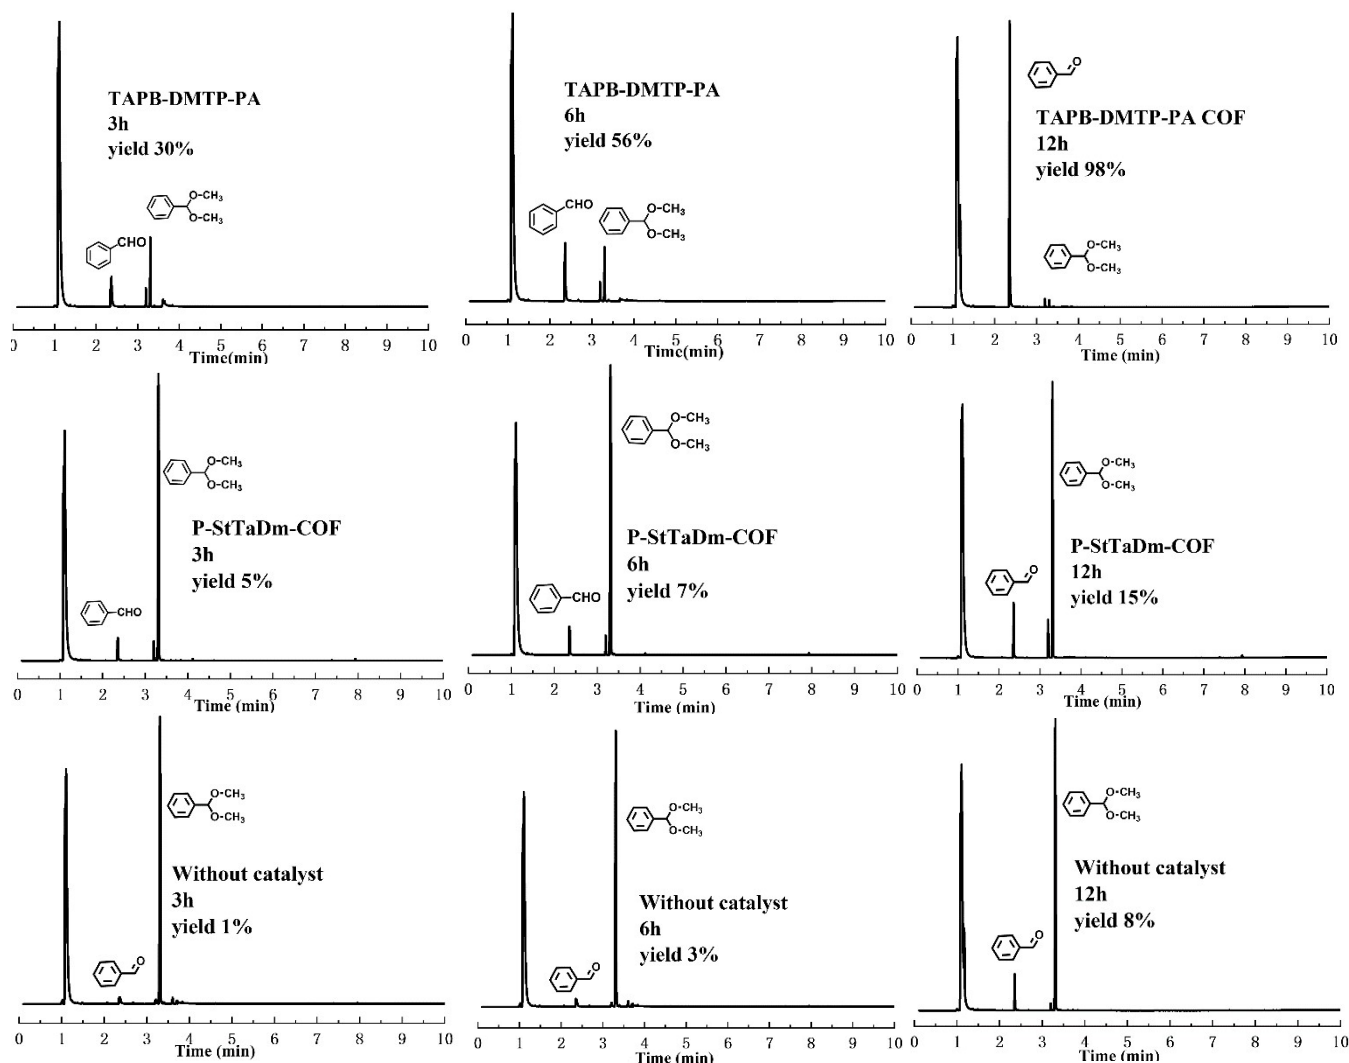 TAPB-DMTP-PA
3h
yield 30%
O-CH3
O-CH3
CHO
0 1 2 3 4 5 6 7 8 9 10
Time(min)
TAPB-DMTP-PA
6h
yield 56%
CHO
O-CH3
O-CH3
0 1 2 3 4 5 6 7 8 9 10
Time(min)
O
TAPB-DMTP-PA COF
12h
yield 98%
O-CH3
O-CH3
0 1 2 3 4 5 6 7 8 9 10
Time (min)
O-CH3
O-CH3
P-StTaDm-COF
3h
yield 5%
CHO
0 1 2 3 4 5 6 7 8 9 10
Time (min)
O-CH3
O-CH3
P-StTaDm-COF
6h
yield 7%
CHO
0 1 2 3 4 5 6 7 8 9 10
Time (min)
O-CH3
O-CH3
P-StTaDm-COF
12h
yield 15%
O
0 1 2 3 4 5 6 7 8 9 10
Time (min)
O-CH3
O-CH3
Without catalyst
3h
yield 1%
O
0 1 2 3 4 5 6 7 8 9 10
Time (min)
O-CH3
O-CH3
Without catalyst
6h
yield 3%
O
0 1 2 3 4 5 6 7 8 9 10
Time (min)
O-CH3
O-CH3
Without catalyst
12h
yield 8%
O
0 1 2 3 4 5 6 7 8 9 10
Time (min)